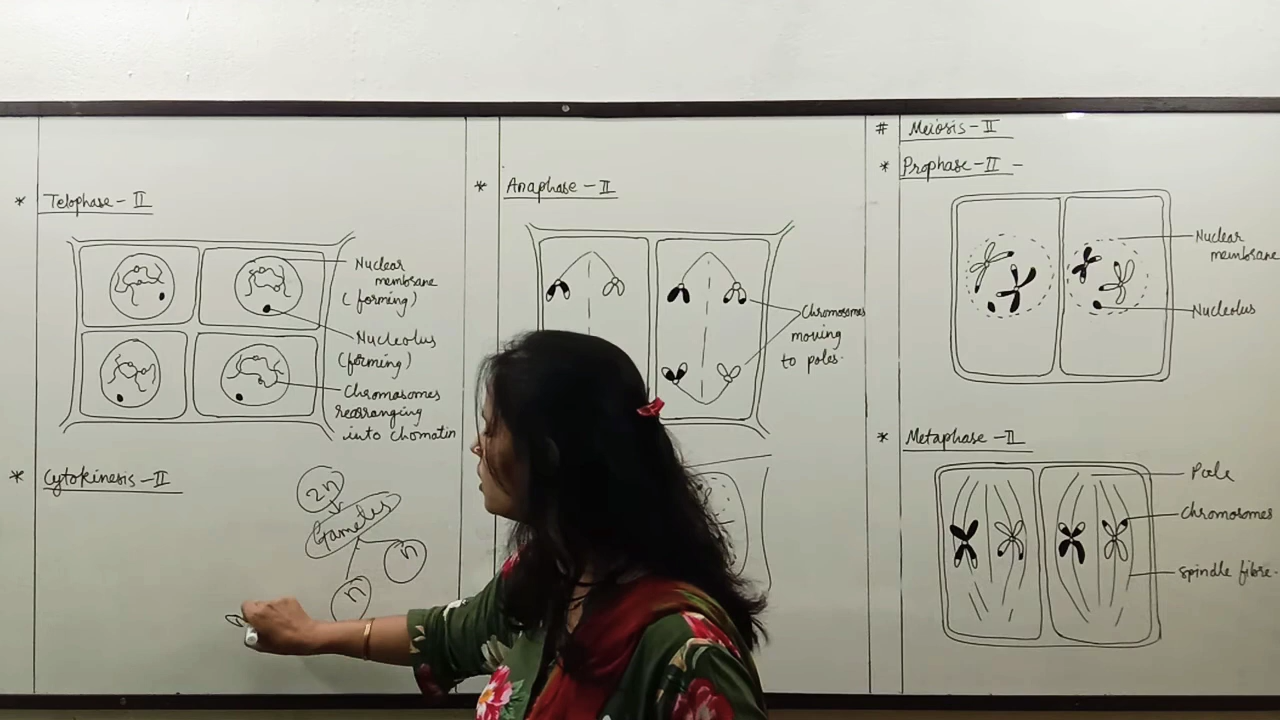 * Telophase - II
Nuclear
membrane
(forming)
Nucleolus
(forming)
Chromosomes
rearranging
into chomatin
* Cytokinesis - II
2n
Gametes
n
n
* Anaphase - II
Chromosomes
moving
to poles.
# Meiosis - II
* Prophase - II -
Nuclear
membrane
Nucleolus
* Metaphase - II
Pole
Chromosomes
spindle fibre.